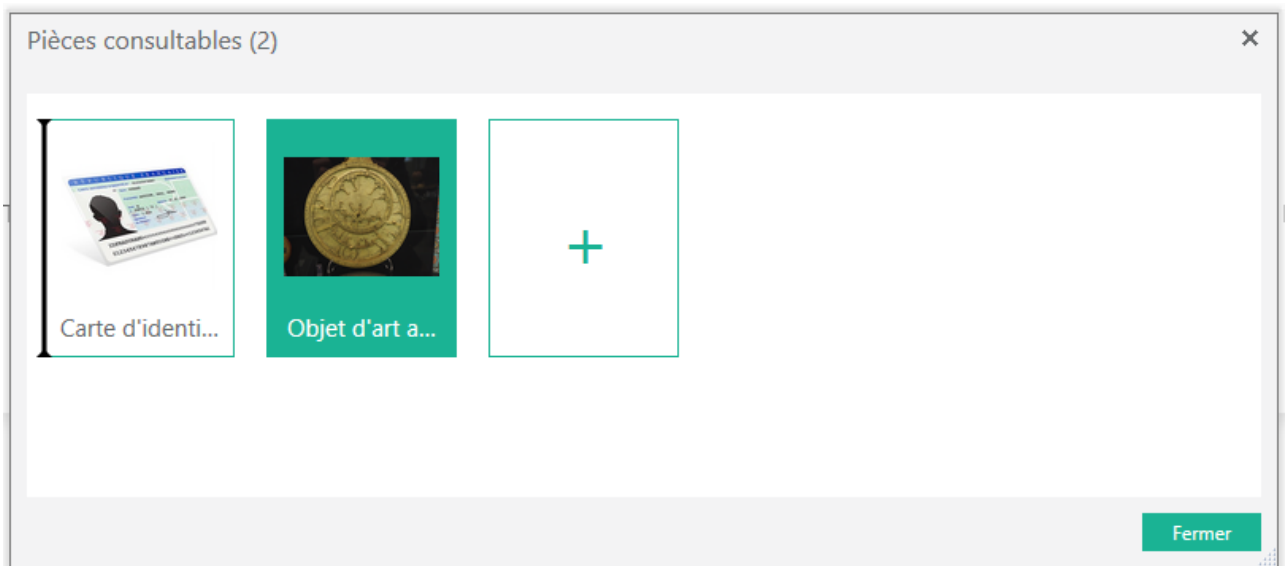 Pièces consultables (2)
Carte d'identi...
Objet d'art a...
Fermer